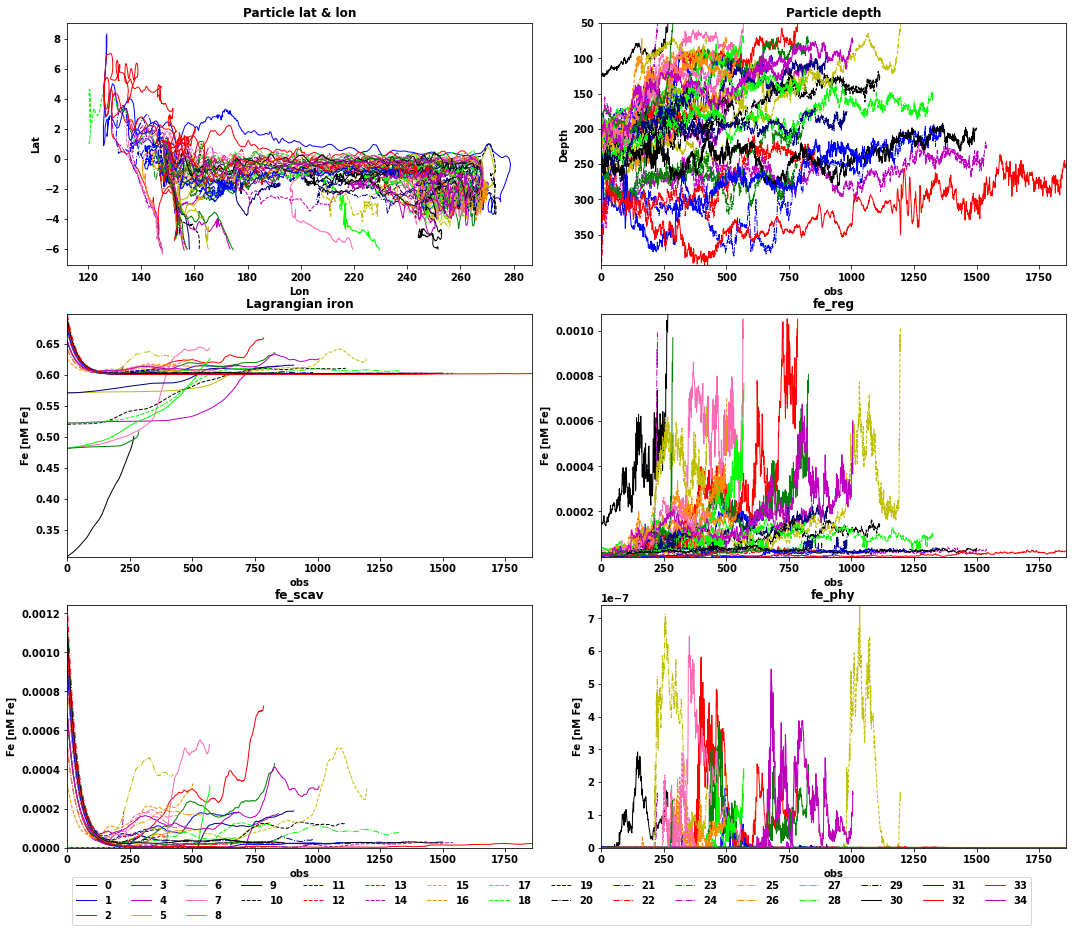 Particle lat & lon
Lat
8
6
4
2
0
−2
−4
−6
120 140 160 180 200 220 240 260 280
Lon
Particle depth
Depth
50
100
150
200
250
300
350
0 250 500 750 1000 1250 1500 1750
obs
Lagrangian iron
Fe [nM Fe]
0.65
0.60
0.55
0.50
0.45
0.40
0.35
0 250 500 750 1000 1250 1500 1750
obs
fe_reg
Fe [nM Fe]
0.0010
0.0008
0.0006
0.0004
0.0002
0 250 500 750 1000 1250 1500 1750
obs
fe_scav
Fe [nM Fe]
0.0012
0.0010
0.0008
0.0006
0.0004
0.0002
0.0000
0 250 500 750 1000 1250 1500 1750
obs
fe_phy
1e−7
Fe [nM Fe]
7
6
5
4
3
2
1
0
0 250 500 750 1000 1250 1500 1750
obs
0 3 6 9 11 13 15 17 19 21 23 25 27 29 31 33
1 4 7 10 12 14 16 18 20 22 24 26 28 30 32 34
2 5 8